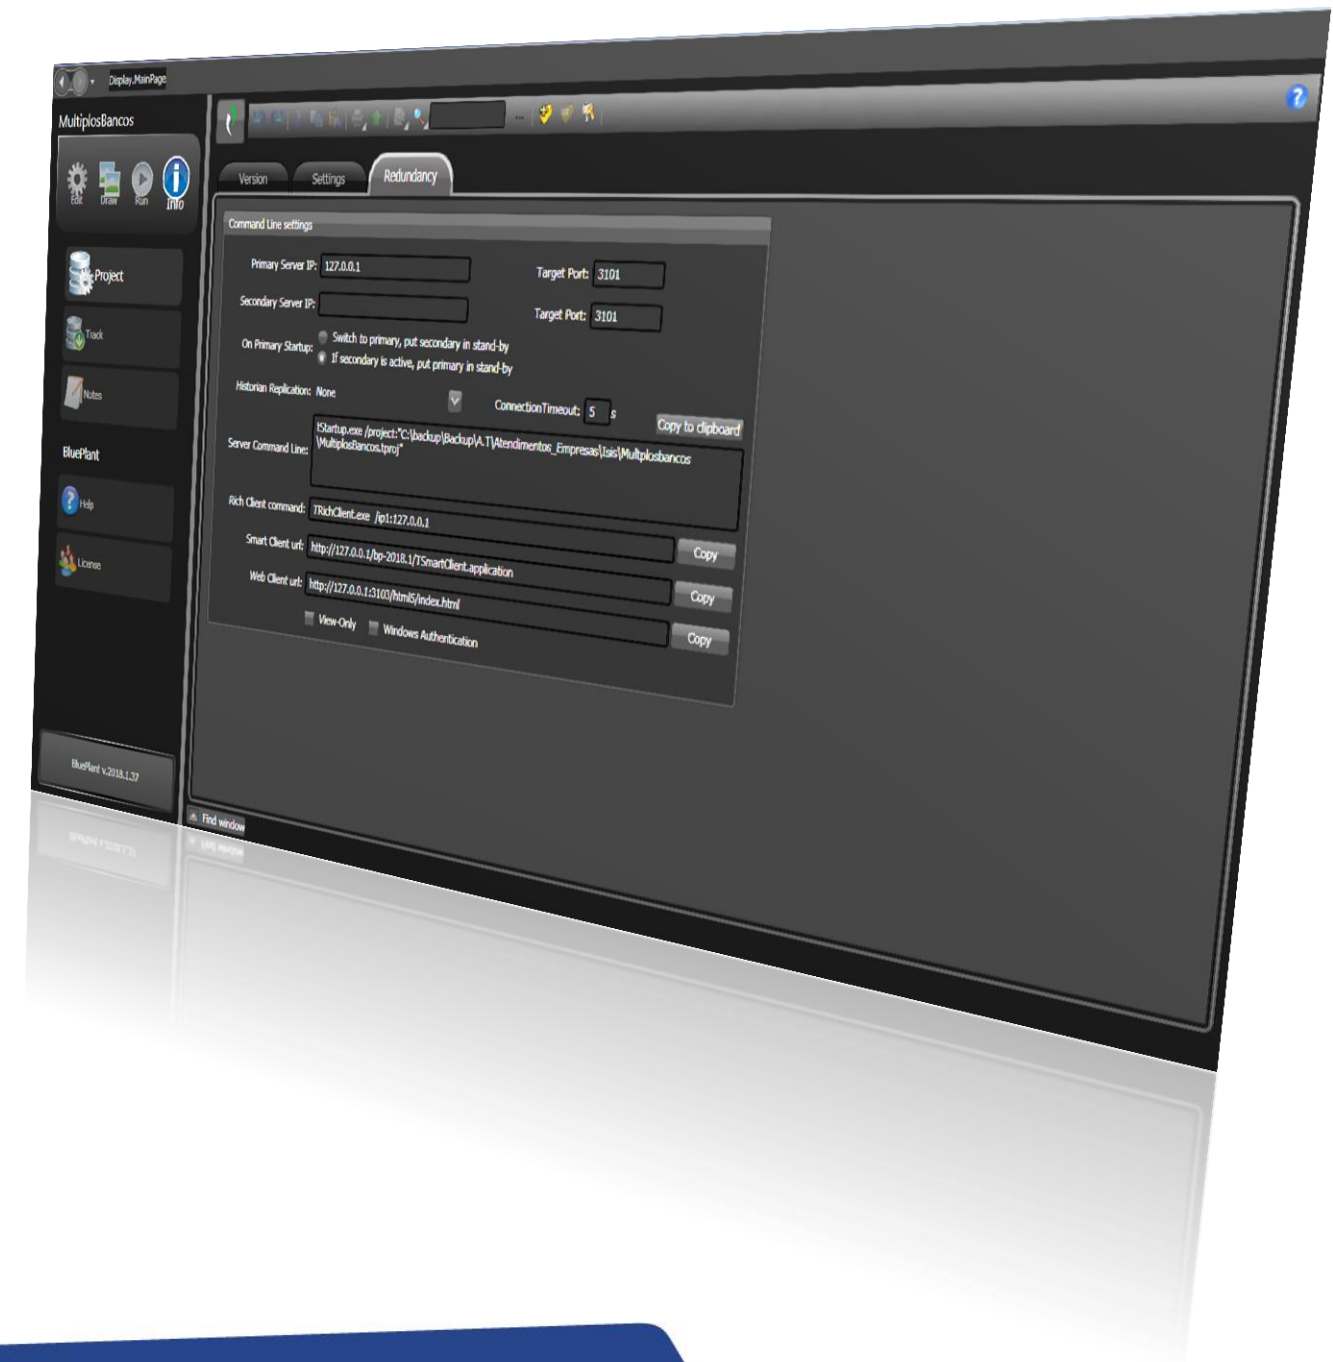 Display.MainPage
MultiplosBancos
Edit Draw Run Info
Project
Track
Notes
BluePlant
Help
License
BluePlant v.2018.1.37
...
Version Settings Redundancy
Command Line settings
Primary Server IP: 127.0.0.1 Target Port: 3101
Secondary Server IP: Target Port: 3101
On Primary Startup: Switch to primary, put secondary in stand-by
If secondary is active, put primary in stand-by
Historian Replication: None ConnectionTimeout: 5 s Copy to clipboard
Server Command Line: tStartup.exe /project:"C:\backup\Backup\A.T\Atendimentos_Empresas\Isis\Multplosbancos
\MultiplosBancos.tproj"
Rich Client command: TRichClient.exe /ip1:127.0.0.1 Copy
Smart Client url: http://127.0.0.1/bp-2018.1/TSmartClient.application Copy
Web Client url: http://127.0.0.1:3103/html5/index.html Copy
View-Only Windows Authentication
Find window